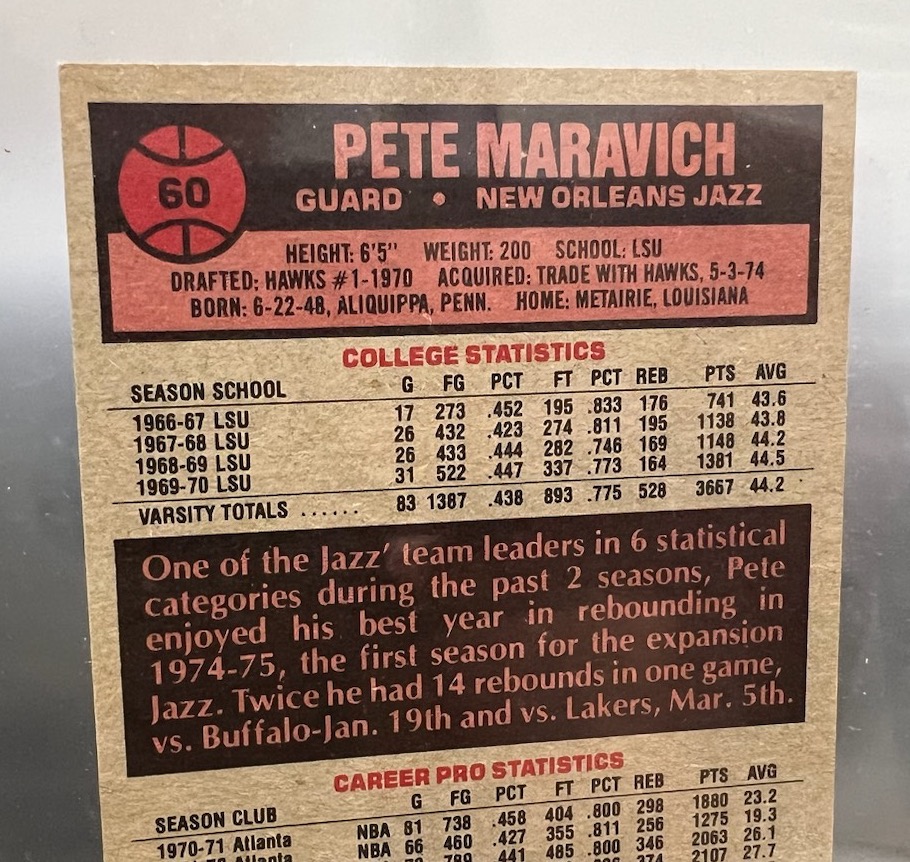 60
PETE MARAVICH
GUARD • NEW ORLEANS JAZZ
HEIGHT: 6'5" WEIGHT: 200 SCHOOL: LSU
DRAFTED: HAWKS #1-1970 ACQUIRED: TRADE WITH HAWKS, 5-3-74
BORN: 6-22-48, ALIQUIPPA, PENN. HOME: METAIRIE, LOUISIANA
COLLEGE STATISTICS
SEASON SCHOOL G FG PCT FT PCT REB PTS AVG
1966-67 LSU 17 273 .452 195 .833 176 741 43.6
1967-68 LSU 26 432 .423 274 .811 195 1138 43.8
1968-69 LSU 26 433 .444 282 .746 169 1148 44.2
1969-70 LSU 31 522 .447 337 .773 164 1381 44.5
VARSITY TOTALS ...... 83 1387 .438 893 .775 528 3667 44.2
One of the Jazz' team leaders in 6 statistical
categories during the past 2 seasons, Pete
enjoyed his best year in rebounding in
1974-75, the first season for the expansion
Jazz. Twice he had 14 rebounds in one game,
vs. Buffalo-Jan. 19th and vs. Lakers, Mar. 5th.
CAREER PRO STATISTICS
SEASON CLUB G FG PCT FT PCT REB PTS AVG
1970-71 Atlanta NBA 81 738 .458 404 .800 298 1880 23.2
Atlanta NBA 66 460 .427 355 .811 256 1275 19.3
789 441 485 .800 346 2063 26.1
374 2107 27.7